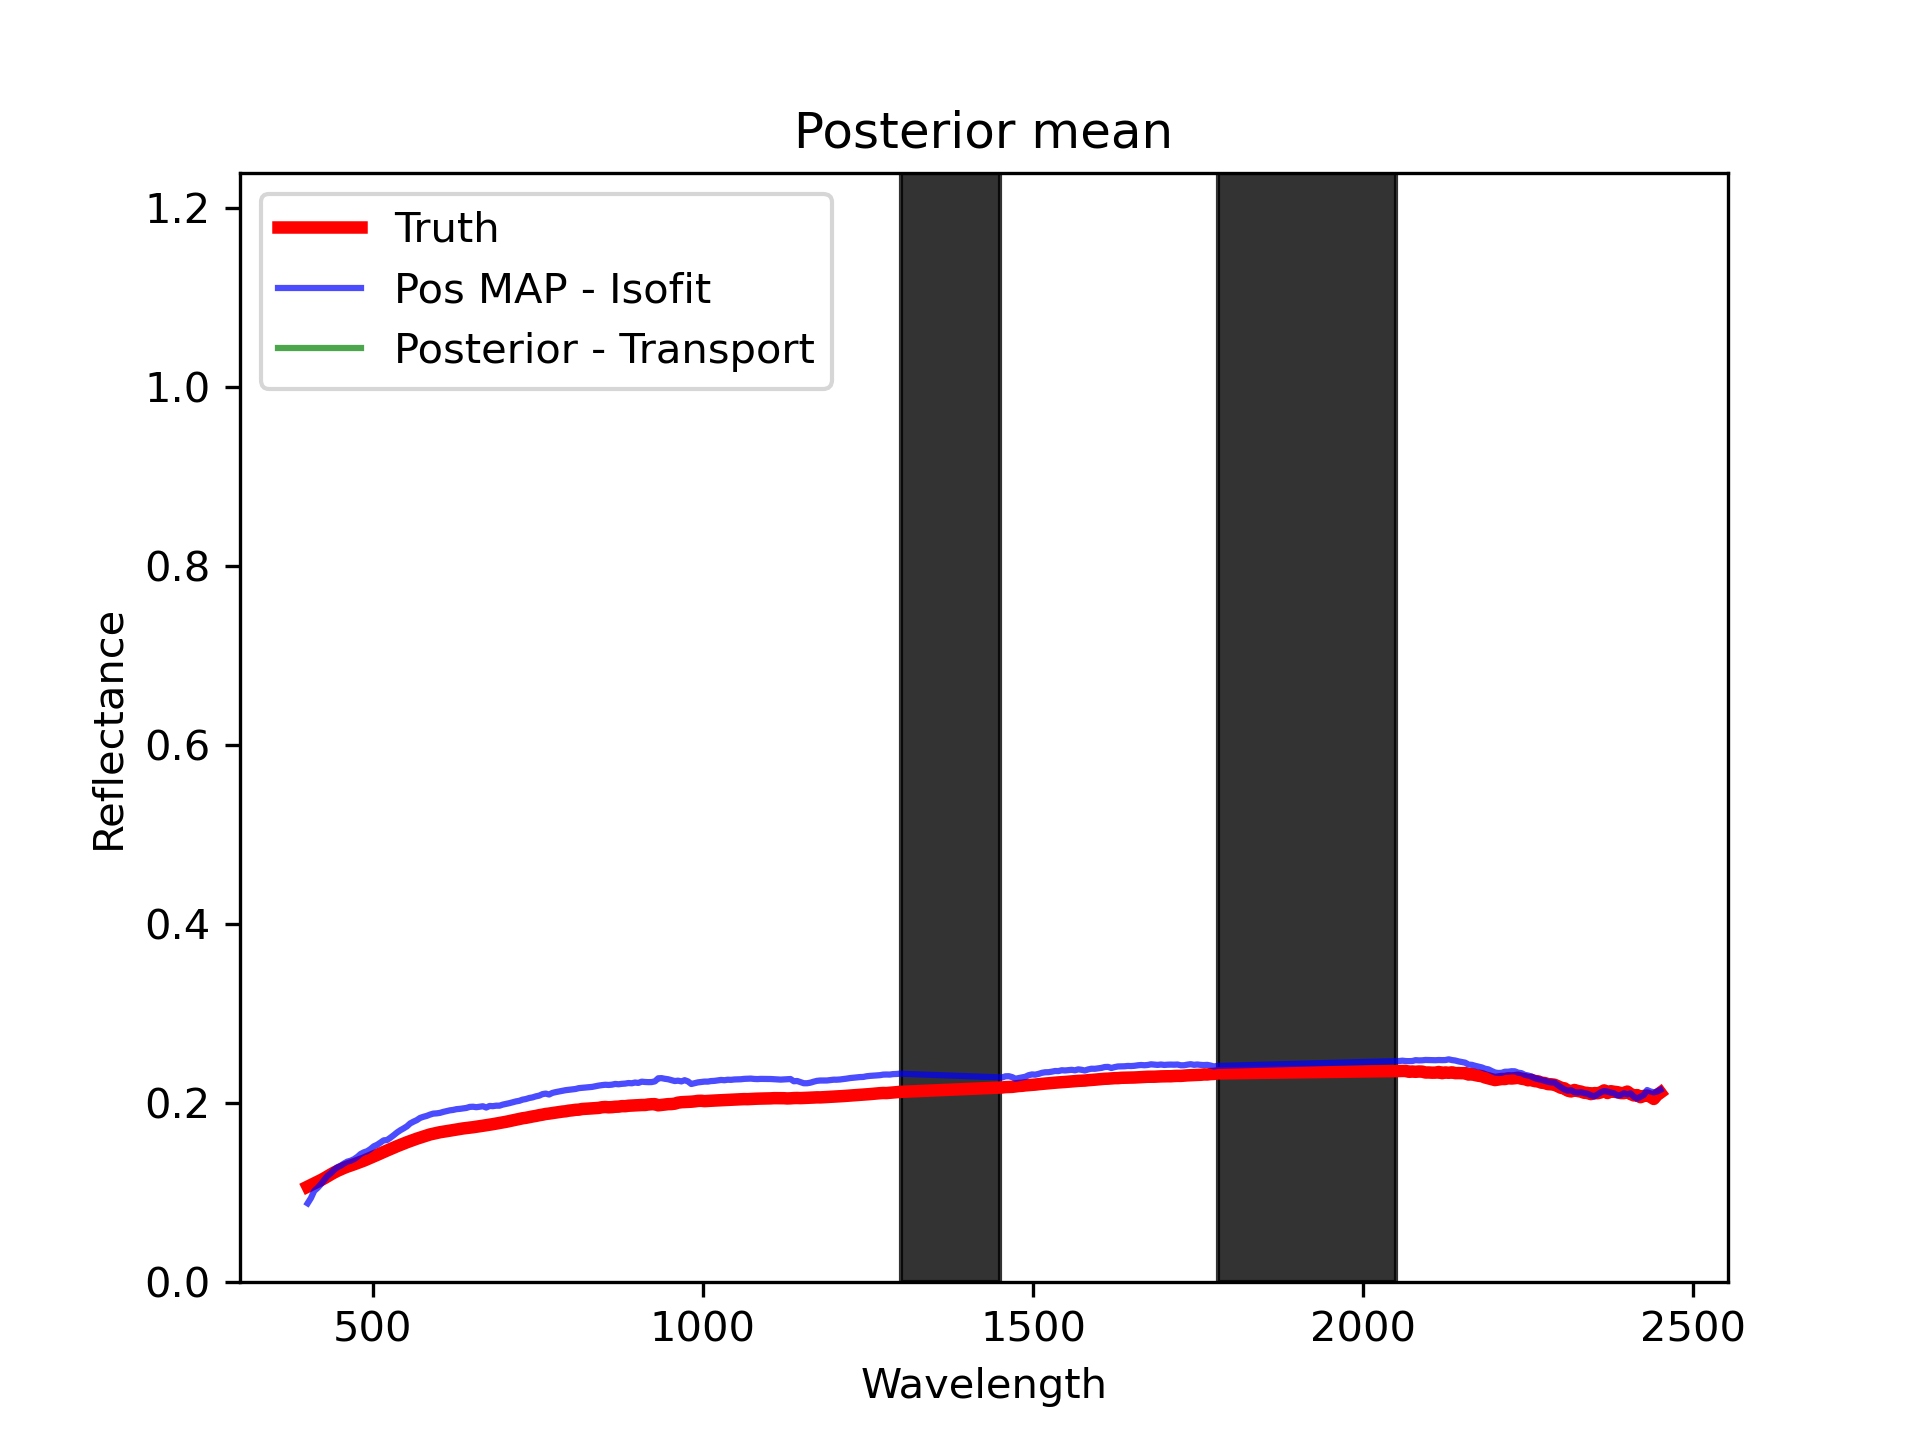 Posterior mean
1.2
1.0
0.8
0.6
0.4
0.2
0.0
Reflectance
Truth
Pos MAP - Isofit
Posterior - Transport
500 1000 1500 2000 2500
Wavelength